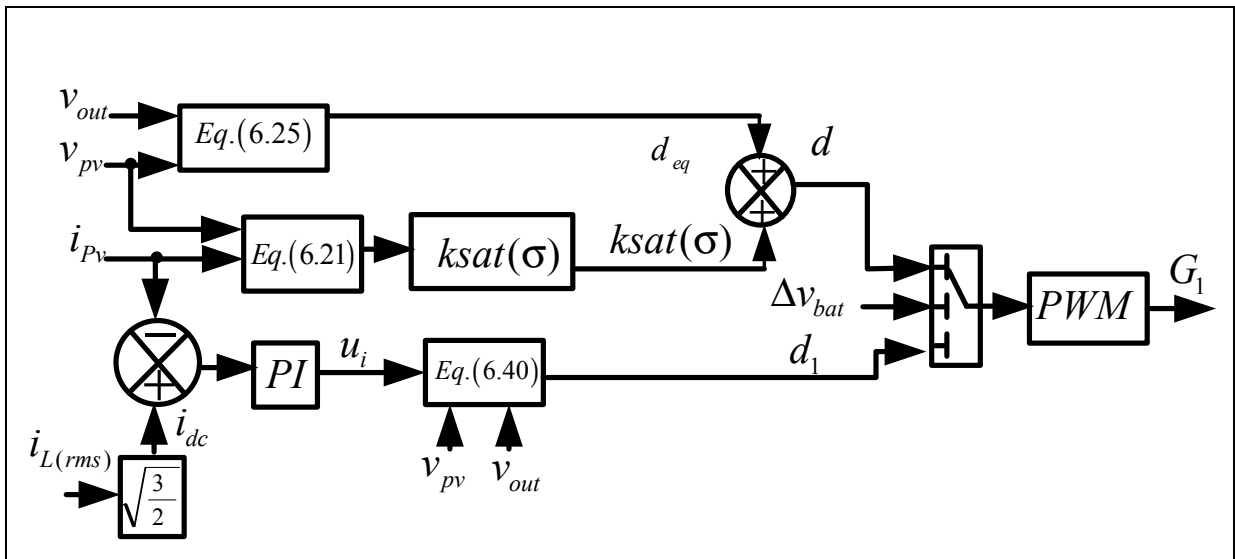 v_out
Eq.(6.25)
v_pv
d_eq
+
+
d
i_Pv
Eq.(6.21)
ksat(σ)
ksat(σ)
Δv_bat
PWM
G_1
−
+
PI
u_i
Eq.(6.40)
d_1
i_dc
i_L(rms)
√(3/2)
v_pv
v_out